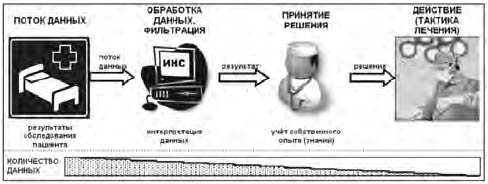 ПОТОК ДАННЫХ
ОБРАБОТКА
ДАННЫХ,
ФИЛЬТРАЦИЯ
ПРИНЯТИЕ
РЕШЕНИЯ
ДЕЙСТВИЕ
(ТАКТИКА
ЛЕЧЕНИЯ)
поток
данных
ИНС
результат
решение
результаты
обследования
пациента
интерпретация
данных
учёт собственного
опыта (знаний)
КОЛИЧЕСТВО
ДАННЫХ